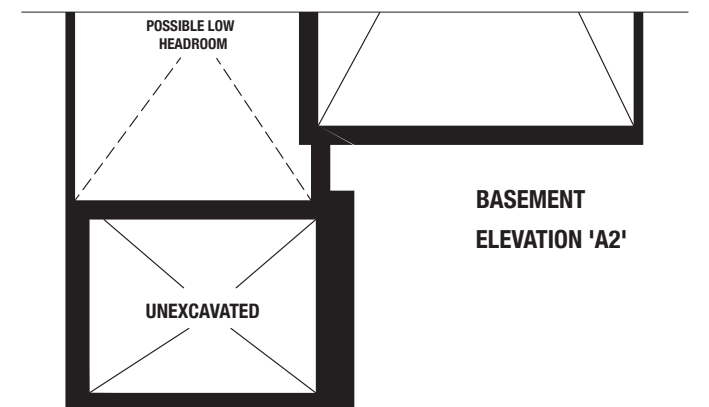 POSSIBLE LOW
HEADROOM
BASEMENT
ELEVATION 'A2'
UNEXCAVATED